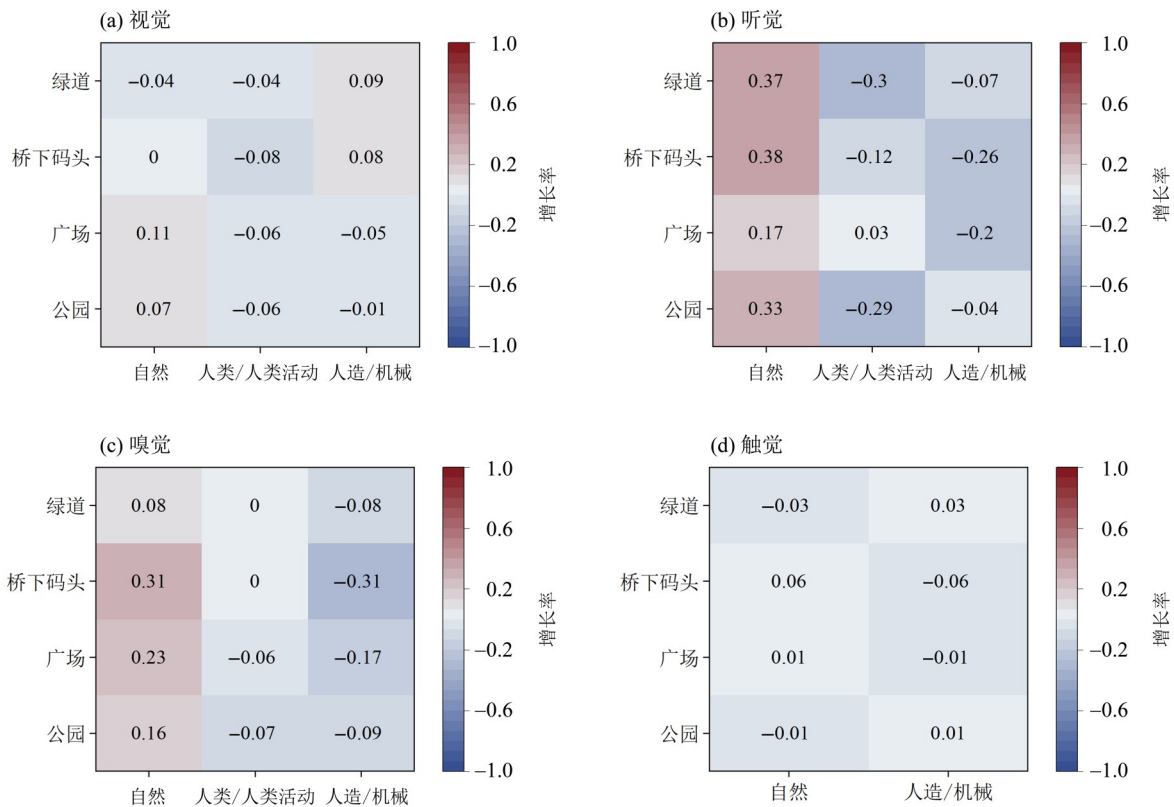 (a) 视觉
绿道 −0.04 −0.04 0.09
桥下码头 0 −0.08 0.08
广场 0.11 −0.06 −0.05
公园 0.07 −0.06 −0.01
自然 人类/人类活动 人造/机械
1.0
0.6
0.2
−0.2
−0.6
−1.0
增长率
(b) 听觉
绿道 0.37 −0.3 −0.07
桥下码头 0.38 −0.12 −0.26
广场 0.17 0.03 −0.2
公园 0.33 −0.29 −0.04
自然 人类/人类活动 人造/机械
1.0
0.6
0.2
−0.2
−0.6
−1.0
增长率
(c) 嗅觉
绿道 0.08 0 −0.08
桥下码头 0.31 0 −0.31
广场 0.23 −0.06 −0.17
公园 0.16 −0.07 −0.09
自然 人类/人类活动 人造/机械
1.0
0.6
0.2
−0.2
−0.6
−1.0
增长率
(d) 触觉
绿道 −0.03 0.03
桥下码头 0.06 −0.06
广场 0.01 −0.01
公园 −0.01 0.01
自然 人造/机械
1.0
0.6
0.2
−0.2
−0.6
−1.0
增长率